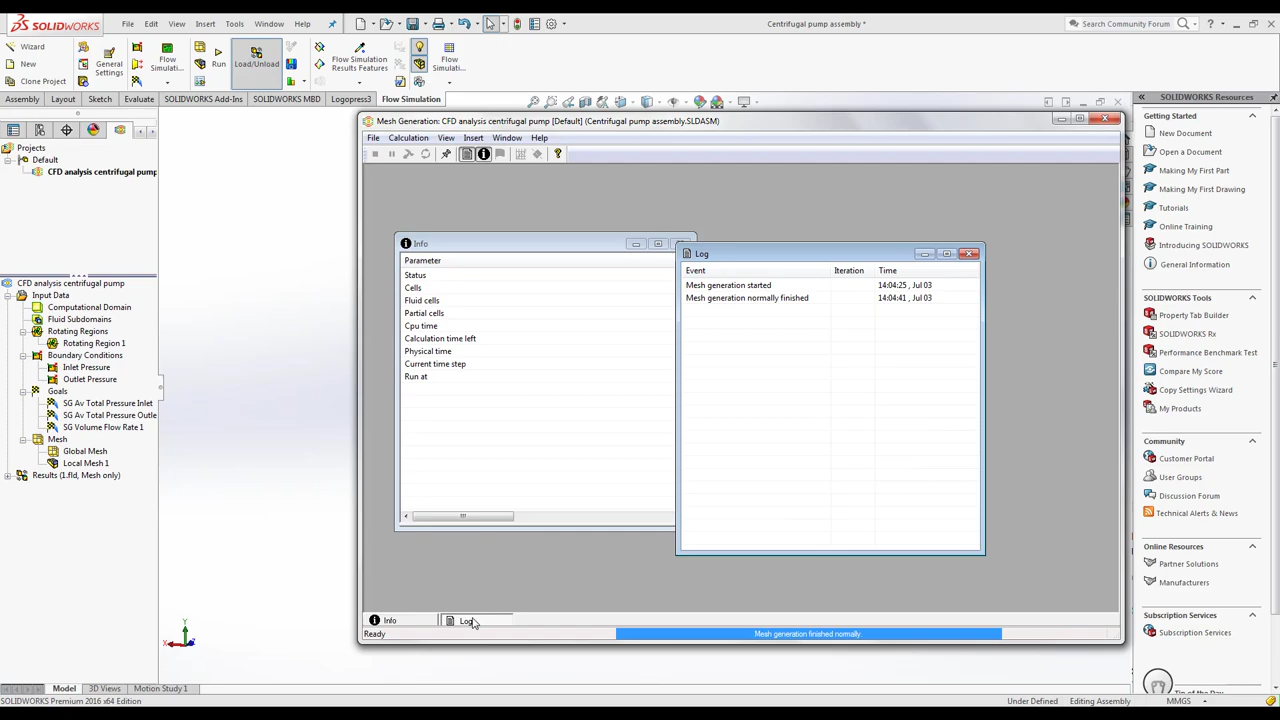 SOLIDWORKS
File Edit View Insert Tools Window Help
Centrifugal pump assembly *
Search Community Forum
Wizard
New
Clone Project
General Settings
Flow Simulati...
Run
Load/Unload
Flow Simulation Results Features
Flow Simulati...
Assembly Layout Sketch Evaluate SOLIDWORKS Add-Ins SOLIDWORKS MBD Logopress3 Flow Simulation
Projects
Default
CFD analysis centrifugal pump
CFD analysis centrifugal pump
Input Data
Computational Domain
Fluid Subdomains
Rotating Regions
Rotating Region 1
Boundary Conditions
Inlet Pressure
Outlet Pressure
Goals
SG Av Total Pressure Inlet
SG Av Total Pressure Outle
SG Volume Flow Rate 1
Mesh
Global Mesh
Local Mesh 1
Results (1.fld, Mesh only)
Mesh Generation: CFD analysis centrifugal pump [Default] (Centrifugal pump assembly.SLDASM)
File Calculation View Insert Window Help
Info
Parameter
Status
Cells
Fluid cells
Partial cells
Cpu time
Calculation time left
Physical time
Current time step
Run at
Log
Event Iteration Time
Mesh generation started 14:04:25 , Jul 03
Mesh generation normally finished 14:04:41 , Jul 03
Info Log
Ready Mesh generation finished normally.
SOLIDWORKS Resources
Getting Started
New Document
Open a Document
Making My First Part
Making My First Drawing
Tutorials
Online Training
Introducing SOLIDWORKS
General Information
SOLIDWORKS Tools
Property Tab Builder
SOLIDWORKS Rx
Performance Benchmark Test
Compare My Score
Copy Settings Wizard
My Products
Community
Customer Portal
User Groups
Discussion Forum
Technical Alerts & News
Online Resources
Partner Solutions
Manufacturers
Subscription Services
Subscription Services
Tip of the Day
Y
X
Z
Model 3D Views Motion Study 1
SOLIDWORKS Premium 2016 x64 Edition
Under Defined Editing Assembly MMGS